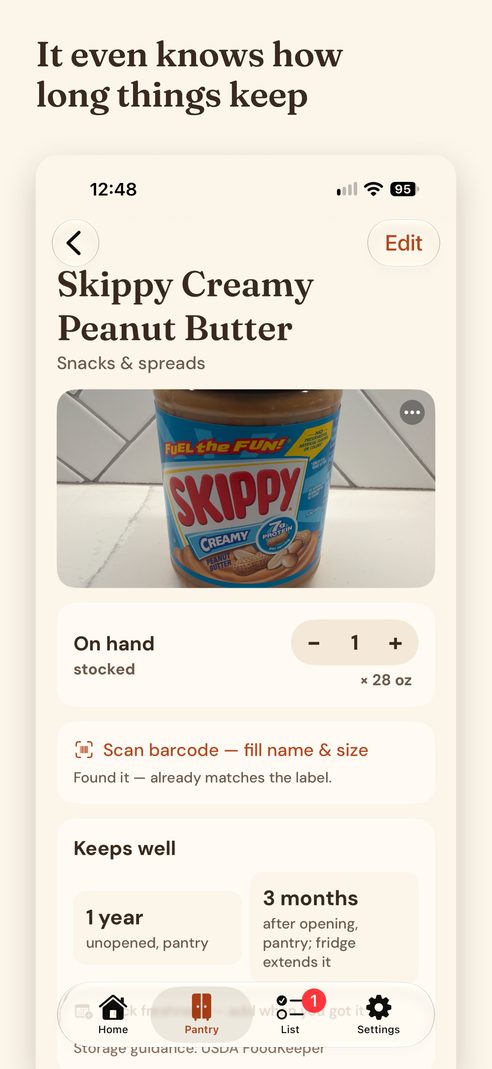 It even knows how
long things keep
12:48
95
Edit
Skippy Creamy
Peanut Butter
Snacks & spreads
FUEL the FUN!
SKIPPY
CREAMY
7g
PROTEIN
PEANUT
BUTTER
On hand
stocked
− 1 +
× 28 oz
Scan barcode — fill name & size
Found it — already matches the label.
Keeps well
1 year
unopened, pantry
3 months
after opening,
pantry; fridge
extends it
1
Home
Pantry
List
Settings
Storage guidance: USDA FoodKeeper